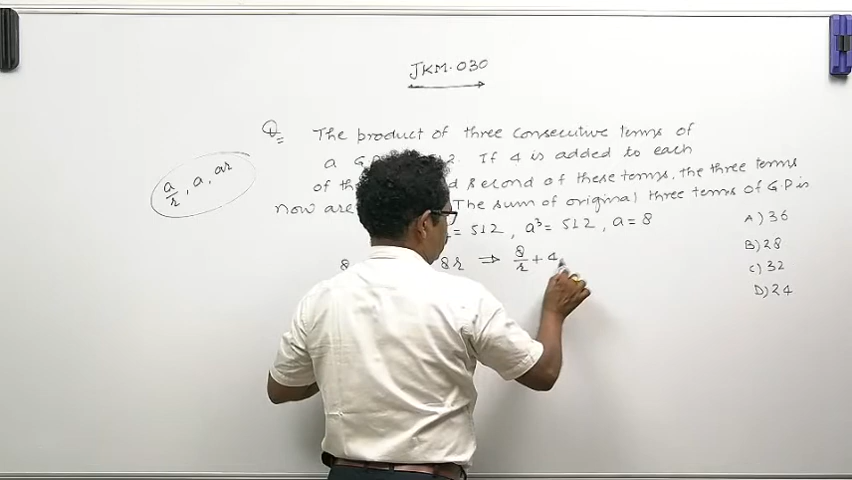 JKM-030
Q= The product of three consecutive terms of
a G.P 2. If 4 is added to each
of th d second of these terms, the three terms
now are The sum of original three terms of G.P is
a/r, a, ar
= 512, a³ = 512, a = 8
8 8r ⇒ 8/r + 4
A) 36
B) 28
C) 32
D) 24